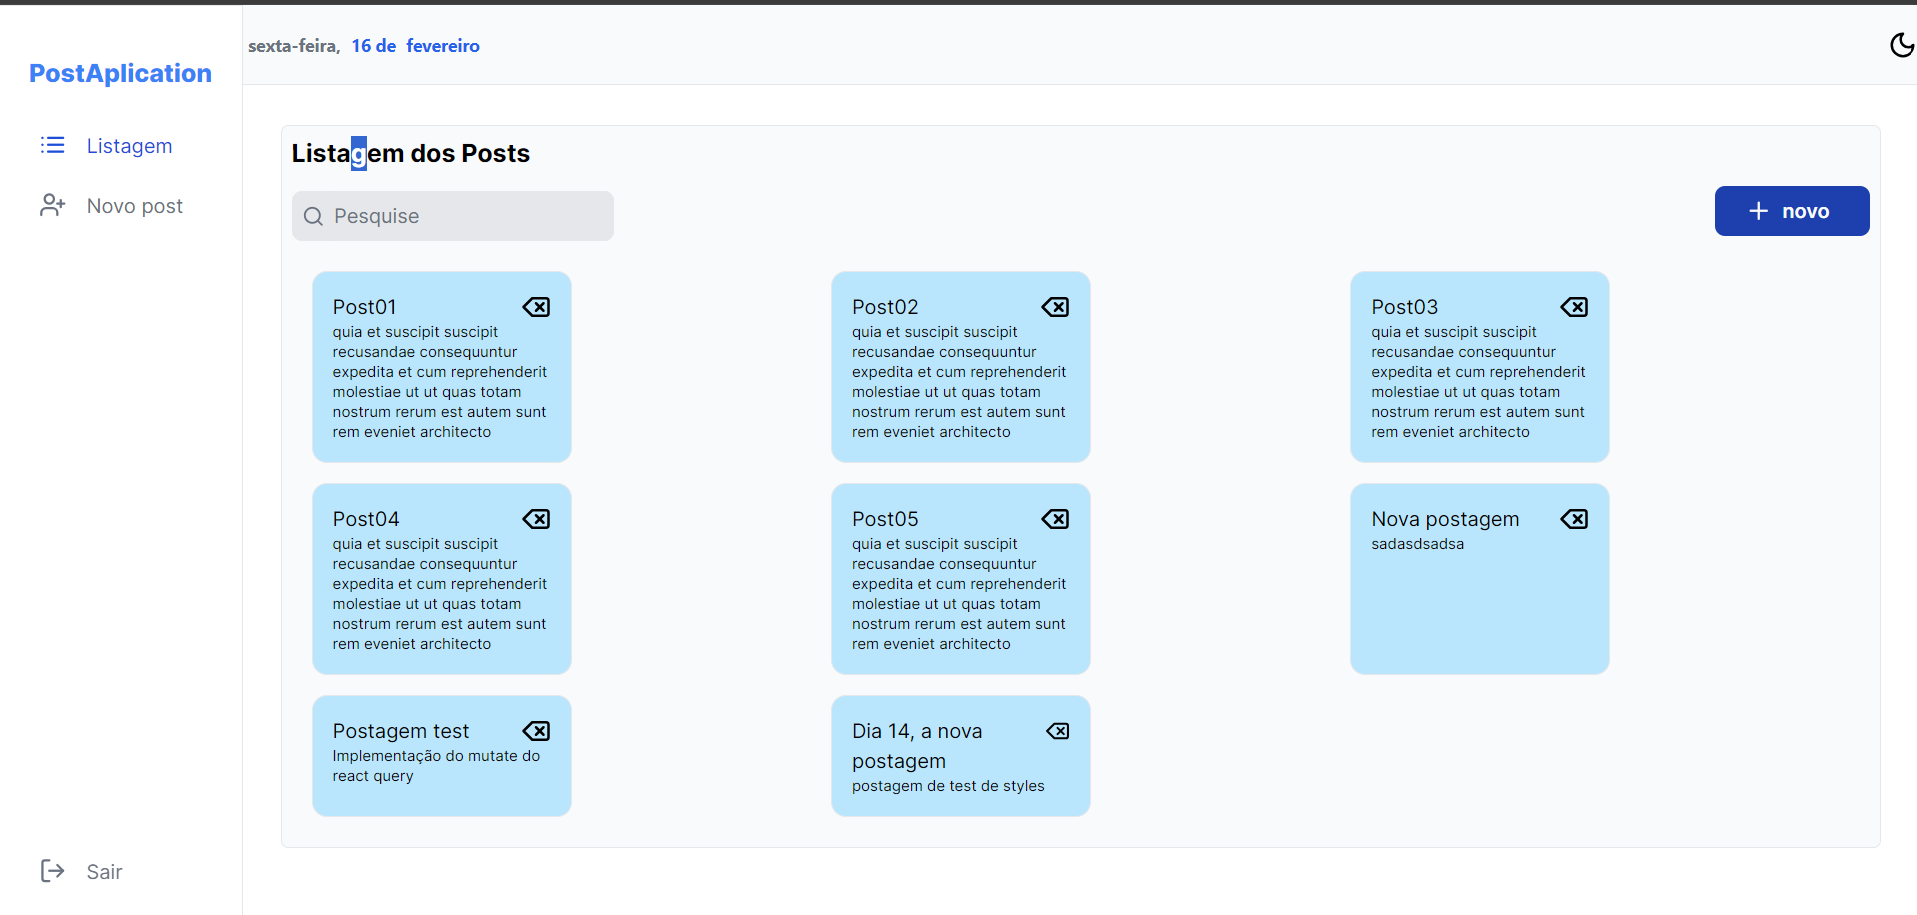 sexta-feira, 16 de fevereiro
PostAplication
Listagem
Novo post
Sair
Listagem dos Posts
Pesquise
novo
Post01
quia et suscipit suscipit
recusandae consequuntur
expedita et cum reprehenderit
molestiae ut ut quas totam
nostrum rerum est autem sunt
rem eveniet architecto
Post02
quia et suscipit suscipit
recusandae consequuntur
expedita et cum reprehenderit
molestiae ut ut quas totam
nostrum rerum est autem sunt
rem eveniet architecto
Post03
quia et suscipit suscipit
recusandae consequuntur
expedita et cum reprehenderit
molestiae ut ut quas totam
nostrum rerum est autem sunt
rem eveniet architecto
Post04
quia et suscipit suscipit
recusandae consequuntur
expedita et cum reprehenderit
molestiae ut ut quas totam
nostrum rerum est autem sunt
rem eveniet architecto
Post05
quia et suscipit suscipit
recusandae consequuntur
expedita et cum reprehenderit
molestiae ut ut quas totam
nostrum rerum est autem sunt
rem eveniet architecto
Nova postagem
sadasdsadsa
Postagem test
Implementação do mutate do
react query
Dia 14, a nova
postagem
postagem de test de styles